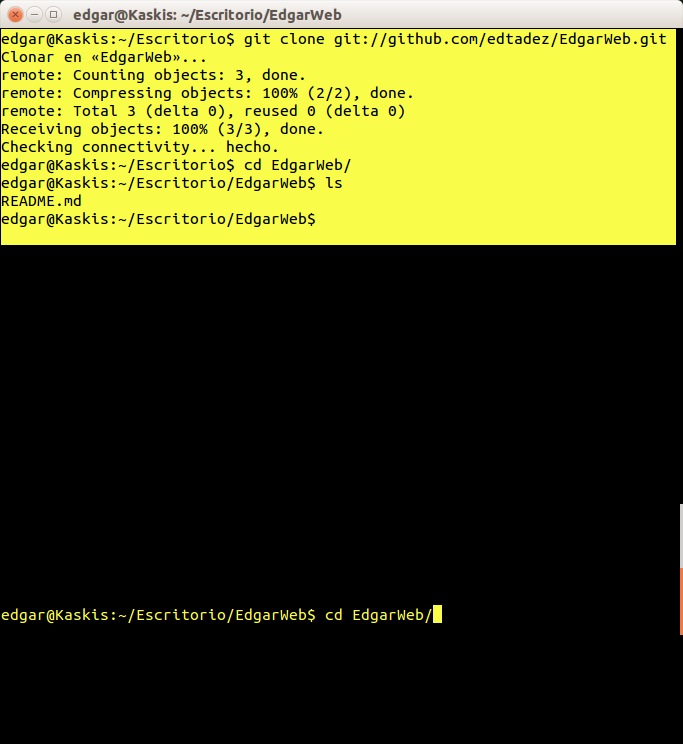 edgar@Kaskis: ~/Escritorio/EdgarWeb
edgar@Kaskis:~/Escritorio$ git clone git://github.com/edtadez/EdgarWeb.git
Clonar en «EdgarWeb»...
remote: Counting objects: 3, done.
remote: Compressing objects: 100% (2/2), done.
remote: Total 3 (delta 0), reused 0 (delta 0)
Receiving objects: 100% (3/3), done.
Checking connectivity... hecho.
edgar@Kaskis:~/Escritorio$ cd EdgarWeb/
edgar@Kaskis:~/Escritorio/EdgarWeb$ ls
README.md
edgar@Kaskis:~/Escritorio/EdgarWeb$
edgar@Kaskis:~/Escritorio/EdgarWeb$ cd EdgarWeb/